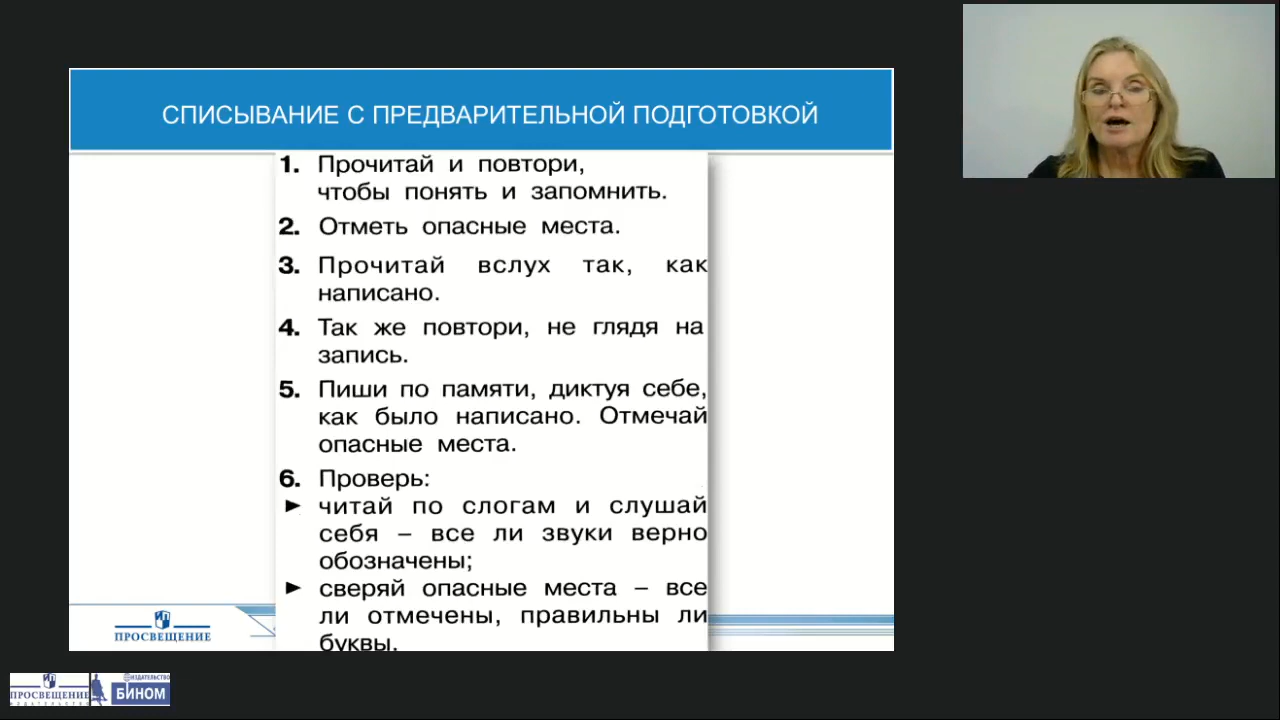 СПИСЫВАНИЕ С ПРЕДВАРИТЕЛЬНОЙ ПОДГОТОВКОЙ
1. Прочитай и повтори,
чтобы понять и запомнить.
2. Отметь опасные места.
3. Прочитай вслух так, как
написано.
4. Так же повтори, не глядя на
запись.
5. Пиши по памяти, диктуя себе,
как было написано. Отмечай
опасные места.
6. Проверь:
► читай по слогам и слушай
себя – все ли звуки верно
обозначены;
► сверяй опасные места – все
ли отмечены, правильны ли
буквы.
ПРОСВЕЩЕНИЕ
ПРОСВЕЩЕНИЕ
ИЗДАТЕЛЬСТВО
ИЗДАТЕЛЬСТВО
БИНОМ